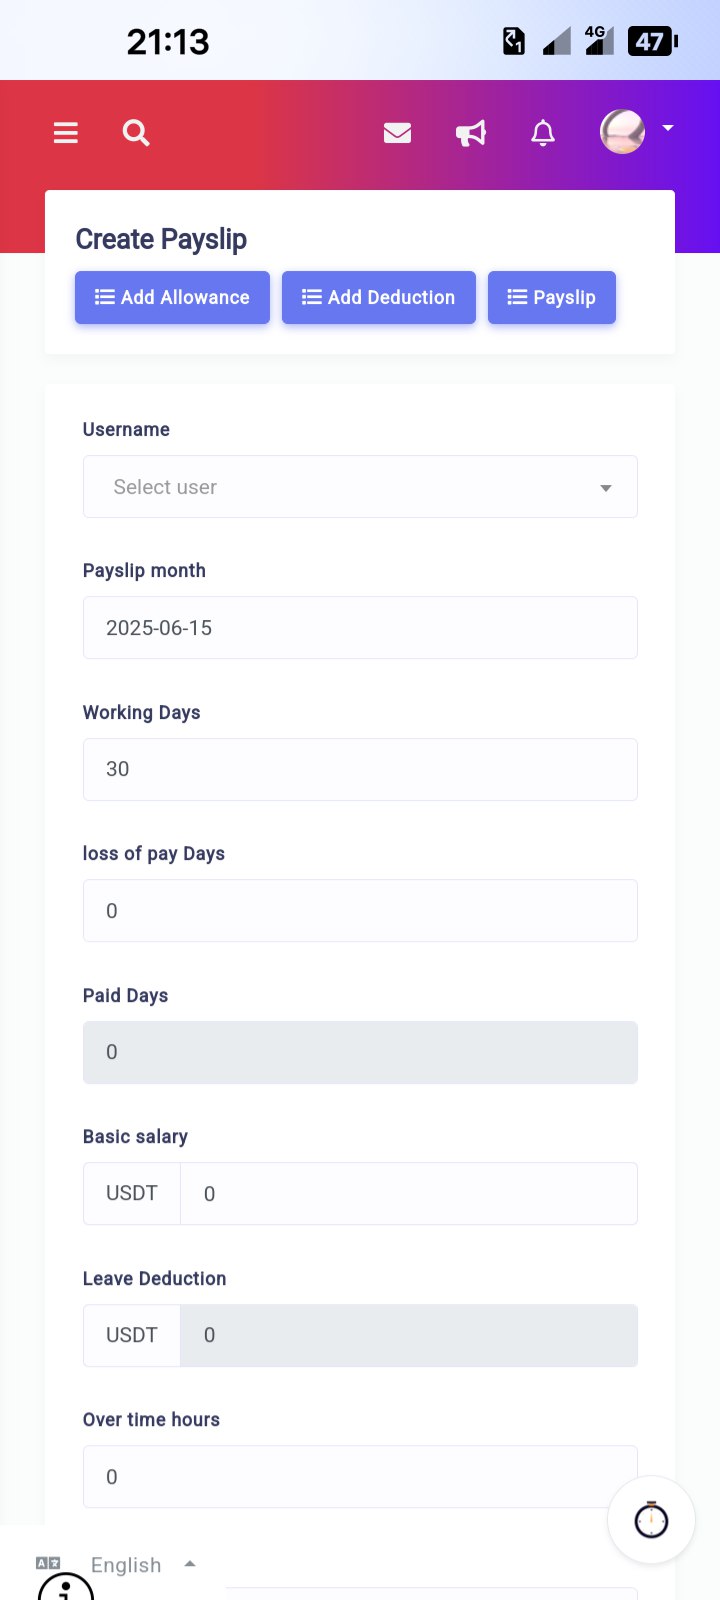 21:13
1
4G
47
Create Payslip
Add Allowance
Add Deduction
Payslip
Username
Select user
Payslip month
2025-06-15
Working Days
30
loss of pay Days
0
Paid Days
0
Basic salary
USDT 0
Leave Deduction
USDT 0
Over time hours
0
English